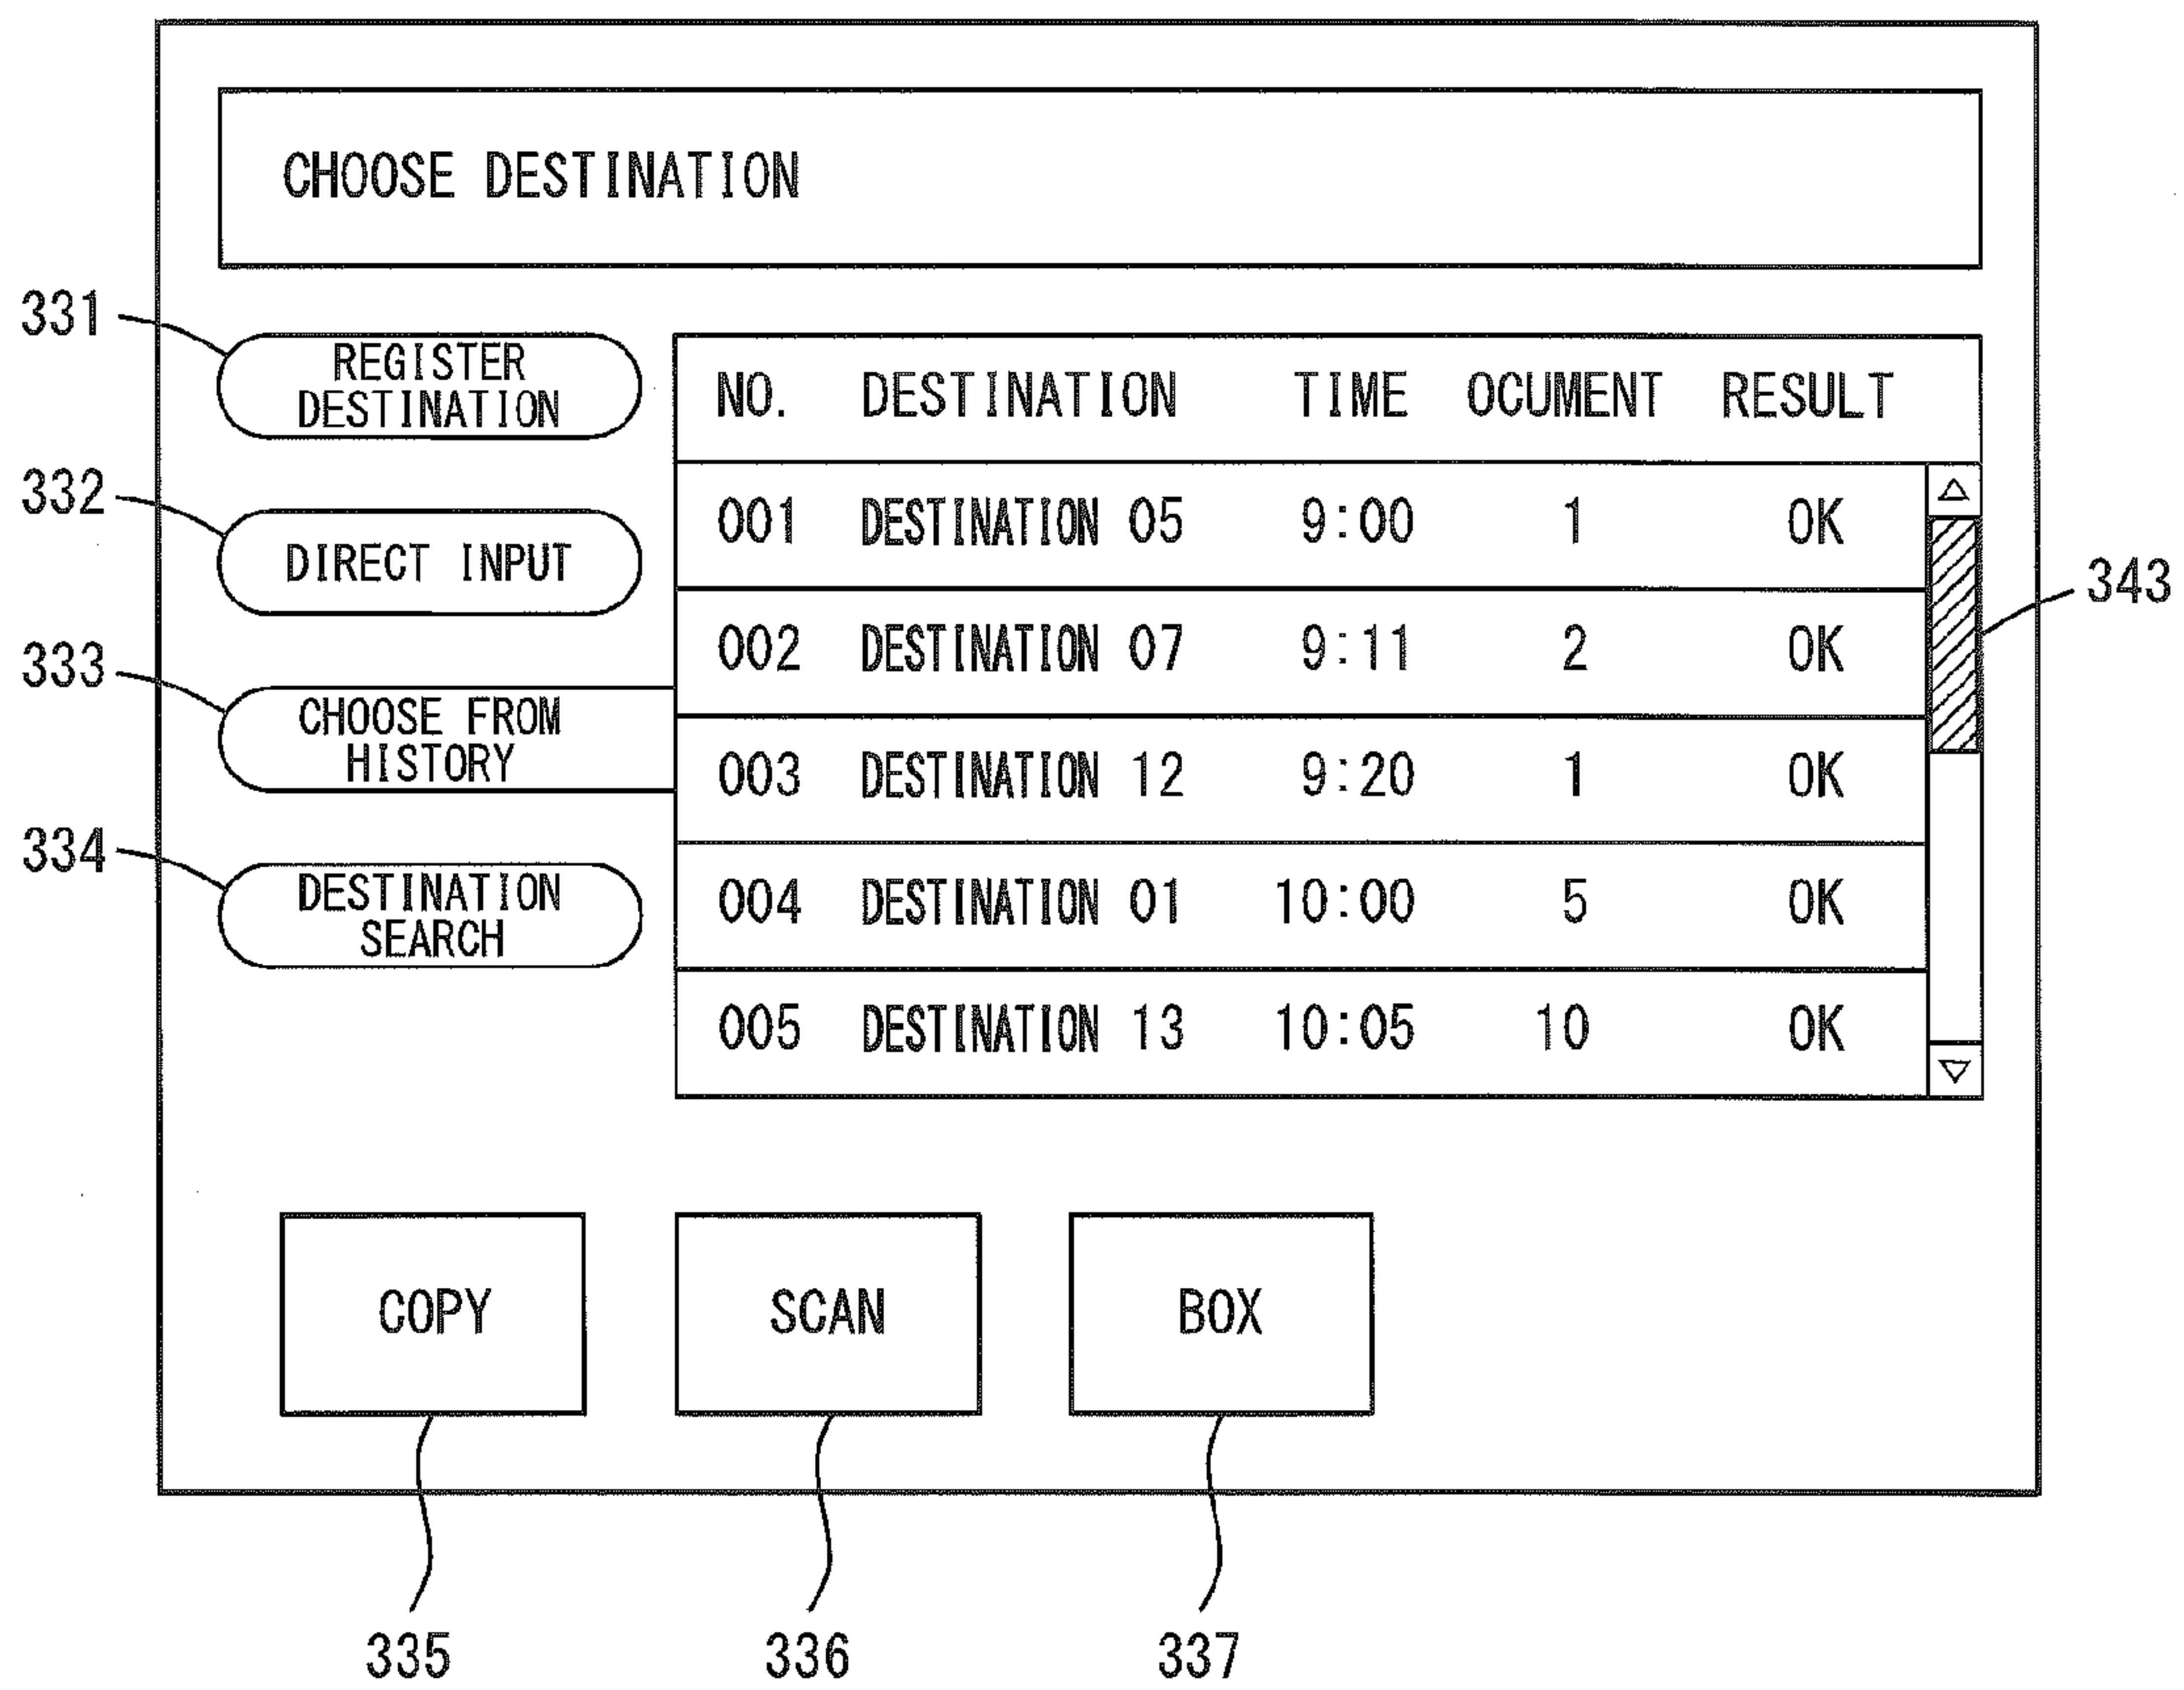 CHOOSE DESTINATION
331
REGISTER
DESTINATION
332
DIRECT INPUT
333
CHOOSE FROM
HISTORY
334
DESTINATION
SEARCH
NO. DESTINATION TIME OCUMENT RESULT
001 DESTINATION 05 9:00 1 OK
002 DESTINATION 07 9:11 2 OK
003 DESTINATION 12 9:20 1 OK
004 DESTINATION 01 10:00 5 OK
005 DESTINATION 13 10:05 10 OK
343
COPY
SCAN
BOX
335
336
337